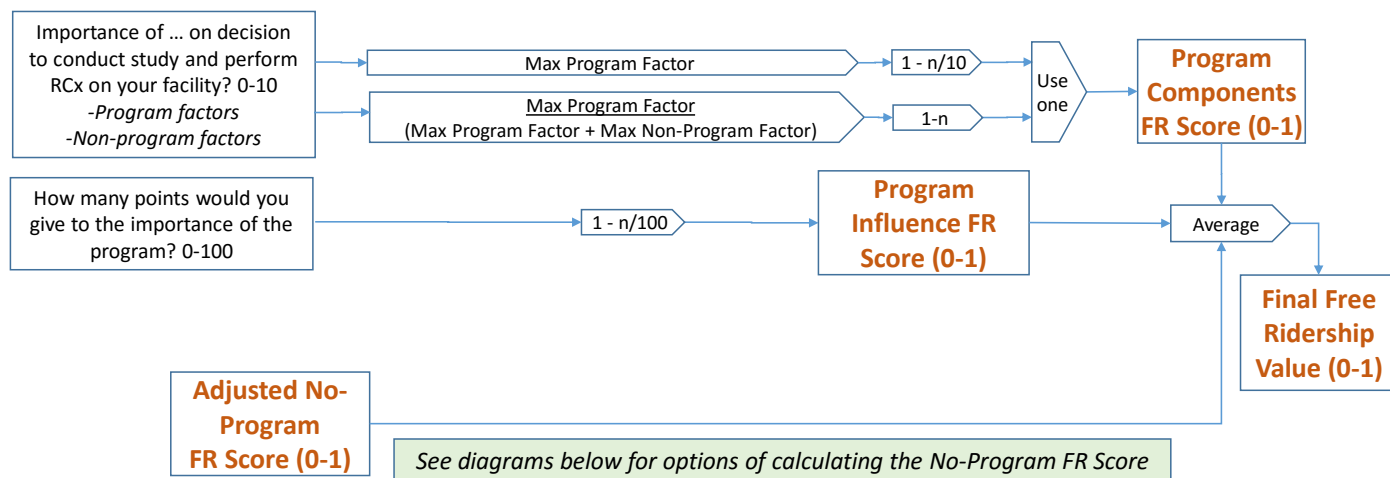 Importance of … on decision
to conduct study and perform
RCx on your facility? 0-10
-Program factors
-Non-program factors
Max Program Factor
1 - n/10
Max Program Factor
(Max Program Factor + Max Non-Program Factor)
1-n
Use
one
Program
Components
FR Score (0-1)
How many points would you
give to the importance of the
program? 0-100
1 - n/100
Program
Influence FR
Score (0-1)
Average
Final Free
Ridership
Value (0-1)
Adjusted No-
Program
FR Score (0-1)
See diagrams below for options of calculating the No-Program FR Score